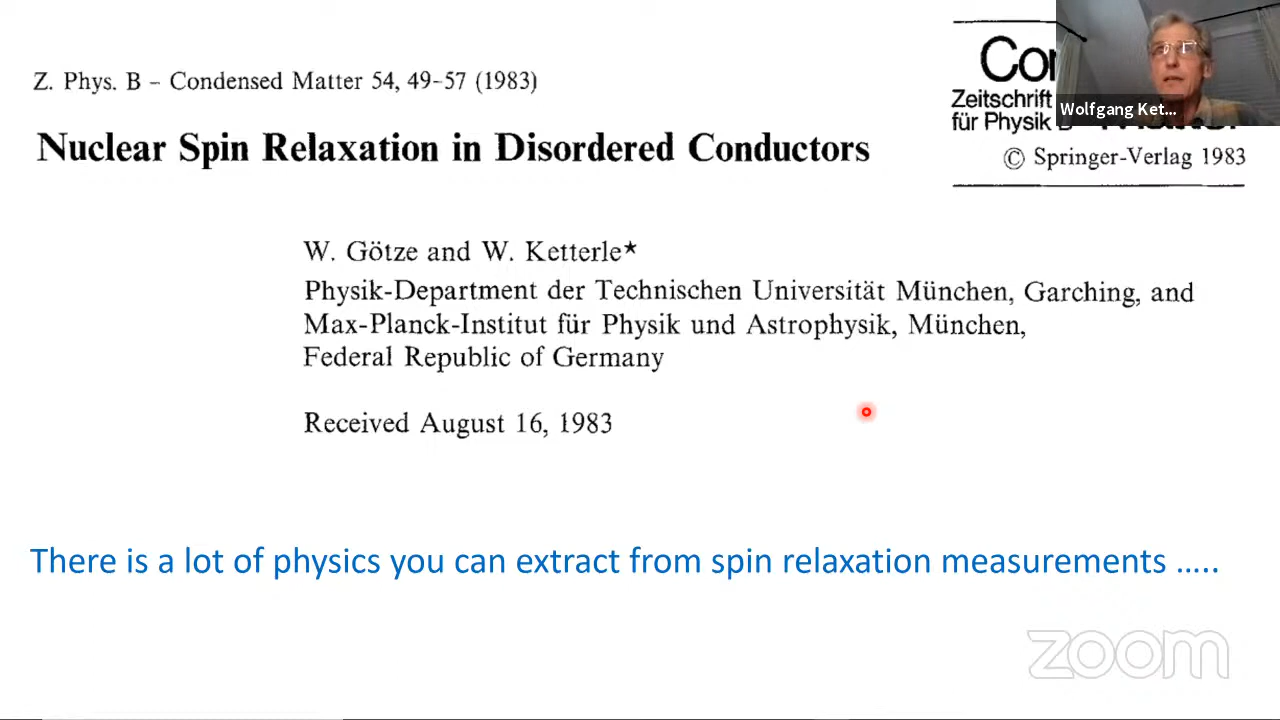 Z. Phys. B – Condensed Matter 54, 49–57 (1983)
Zeitschrift
für Physik B
Wolfgang Ket...
© Springer-Verlag 1983
Nuclear Spin Relaxation in Disordered Conductors
W. Götze and W. Ketterle★
Physik-Department der Technischen Universität München, Garching, and
Max-Planck-Institut für Physik und Astrophysik, München,
Federal Republic of Germany
Received August 16, 1983
There is a lot of physics you can extract from spin relaxation measurements .....
zoom